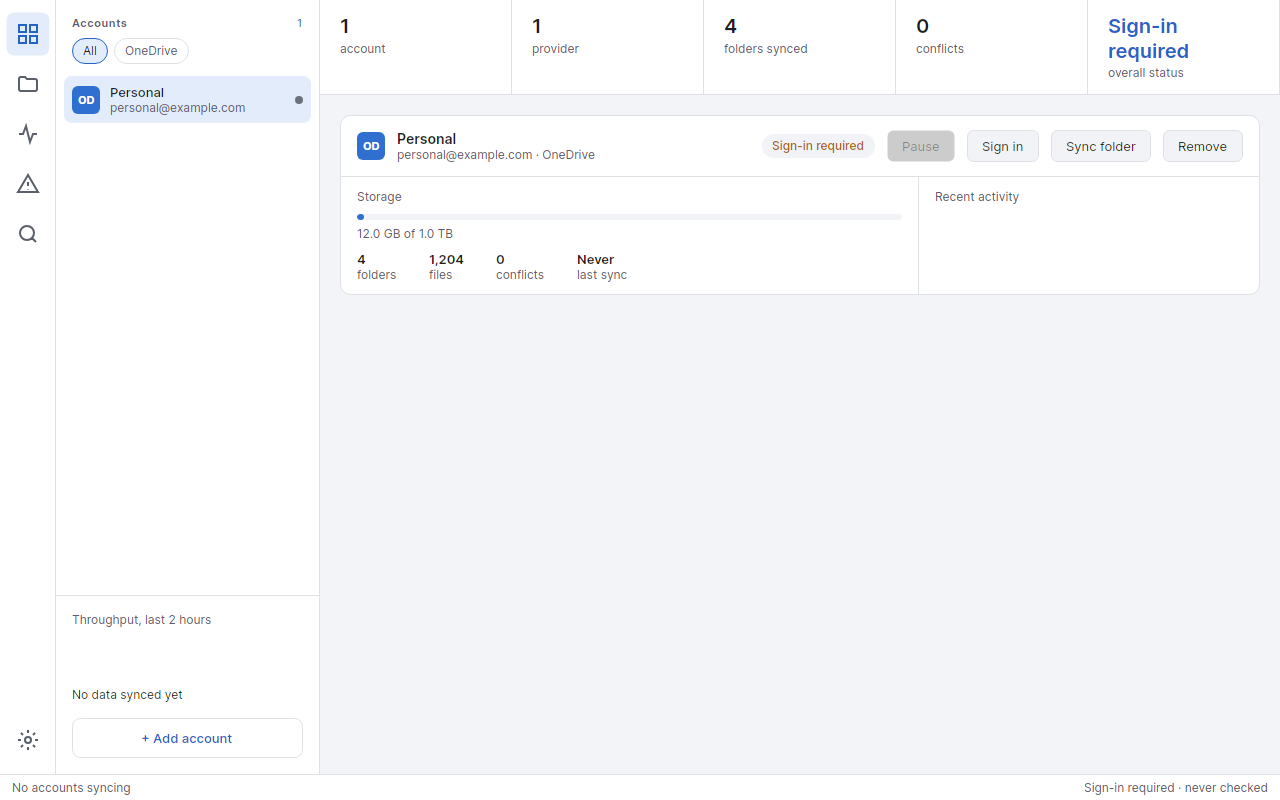 Accounts 1
All OneDrive
OD Personal
personal@example.com
Throughput, last 2 hours
No data synced yet
+ Add account
1
account
1
provider
4
folders synced
0
conflicts
Sign-in
required
overall status
OD Personal
personal@example.com · OneDrive
Sign-in required Pause Sign in Sync folder Remove
Storage
12.0 GB of 1.0 TB
4
folders
1,204
files
0
conflicts
Never
last sync
Recent activity
No accounts syncing
Sign-in required · never checked